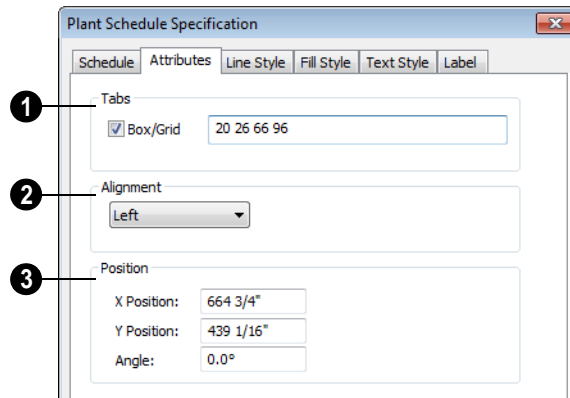 Plant Schedule Specification
Schedule Attributes Line Style Fill Style Text Style Label
1
Tabs
Box/Grid 20 26 66 96
2
Alignment
Left
3
Position
X Position: 664 3/4"
Y Position: 439 1/16"
Angle: 0.0°